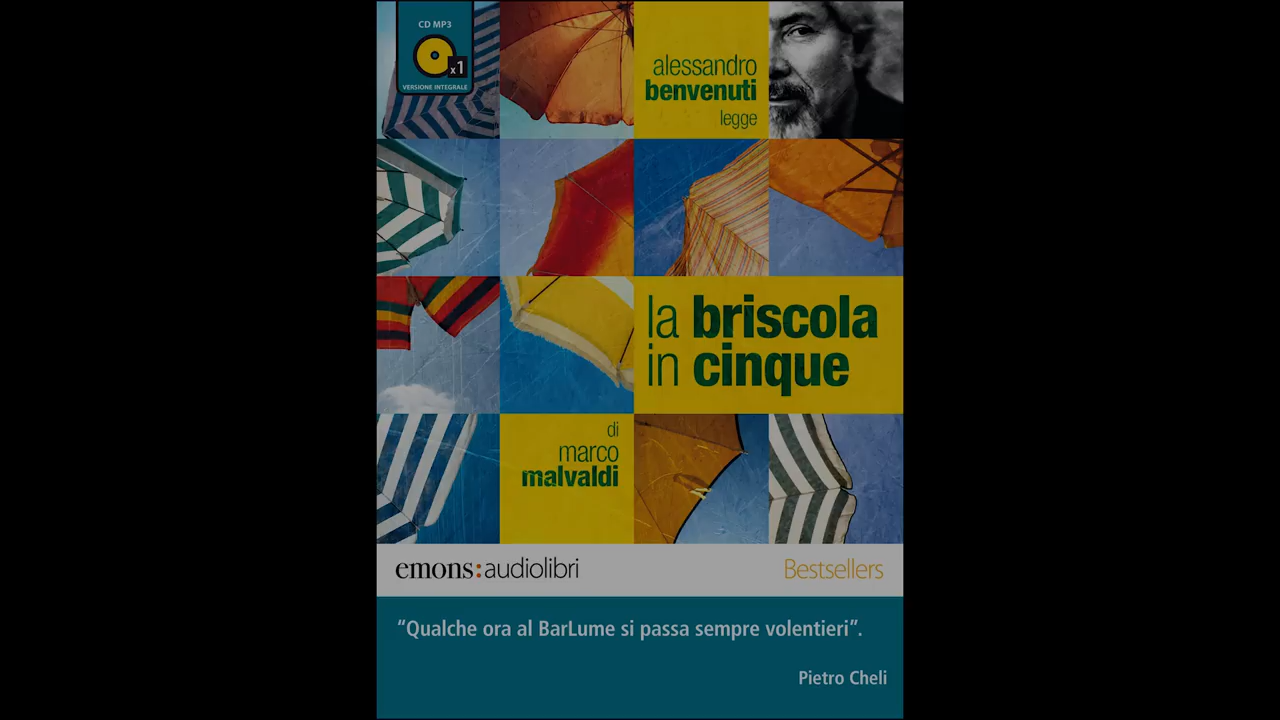 CD MP3
x1
VERSIONE INTEGRALE
alessandro
benvenuti
legge
la briscola
in cinque
di
marco
malvaldi
emons:audiolibri
Bestsellers
“Qualche ora al BarLume si passa sempre volentieri”.
Pietro Cheli